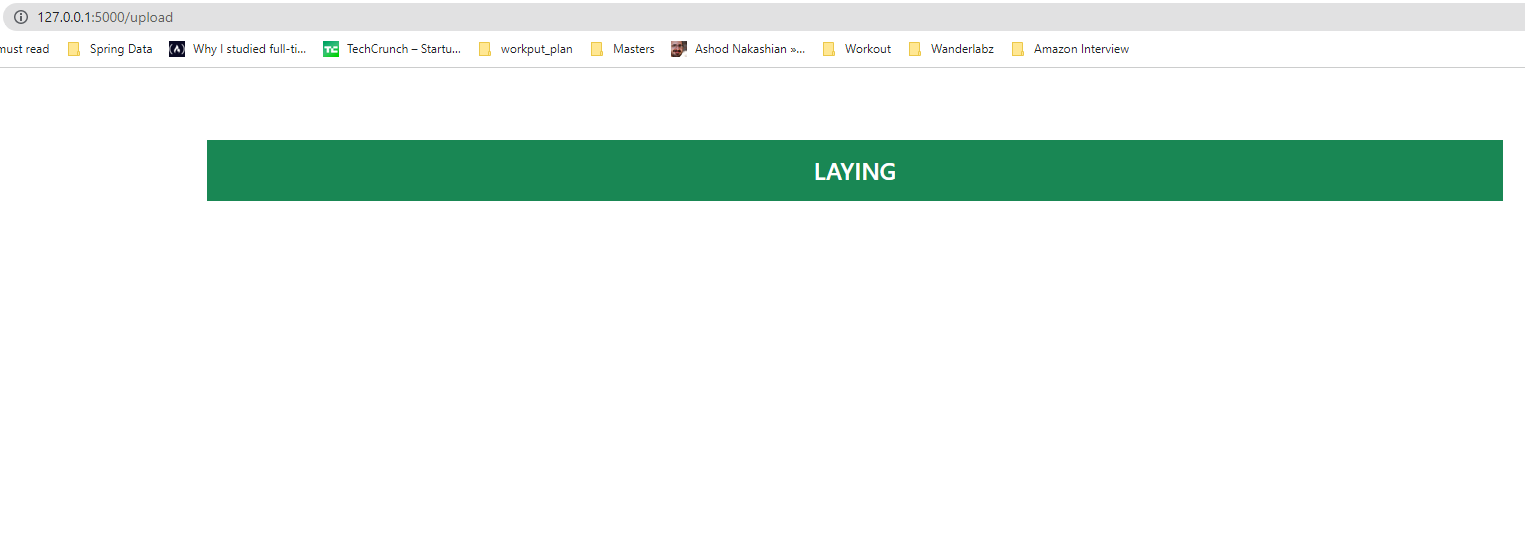 127.0.0.1:5000/upload
must read Spring Data Why I studied full-ti... TechCrunch – Startu... workput_plan Masters Ashod Nakashian »... Workout Wanderlabz Amazon Interview
LAYING